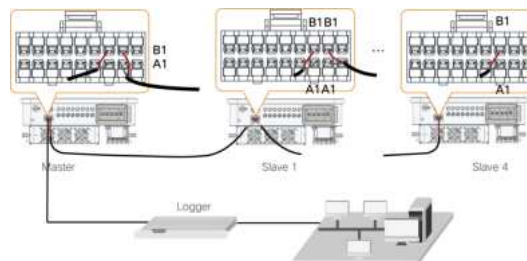 B1
A1
B1B1
A1A1
...
B1
A1
Master
Slave 1
Slave 4
Logger